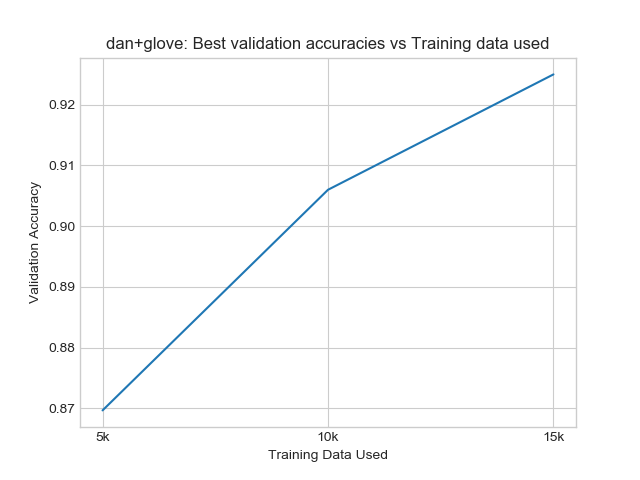 dan+glove: Best validation accuracies vs Training data used
0.92
0.91
0.90
0.89
0.88
0.87
Validation Accuracy
5k 10k 15k
Training Data Used